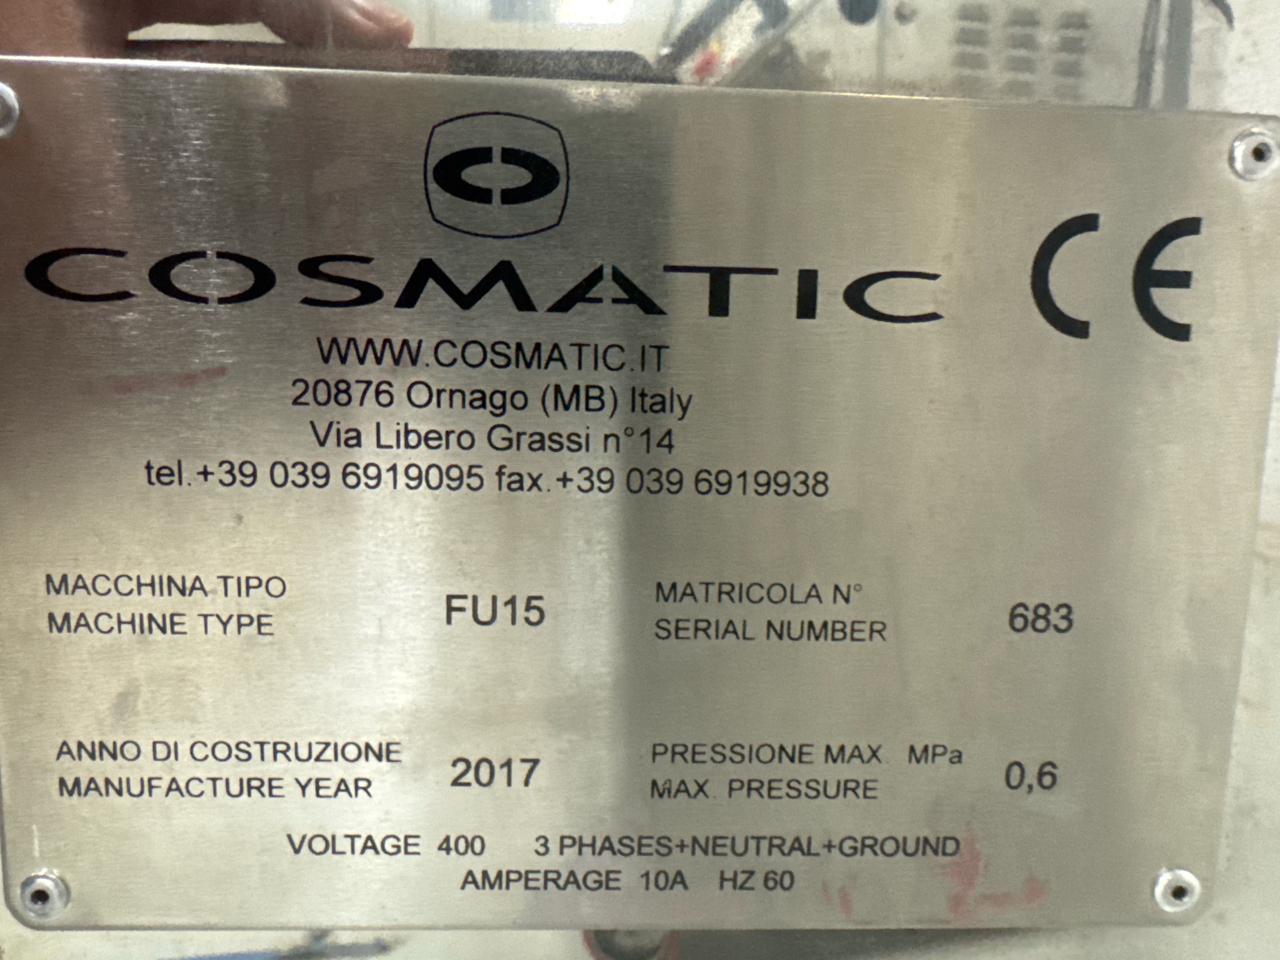 COSMATIC
CE
WWW.COSMATIC.IT
20876 Ornago (MB) Italy
Via Libero Grassi n°14
tel.+39 039 6919095 fax.+39 039 6919938
MACCHINA TIPO
MACHINE TYPE
FU15
MATRICOLA N°
SERIAL NUMBER
683
ANNO DI COSTRUZIONE
MANUFACTURE YEAR
2017
PRESSIONE MAX. MPa
MAX. PRESSURE
0,6
VOLTAGE 400 3 PHASES+NEUTRAL+GROUND
AMPERAGE 10A HZ 60